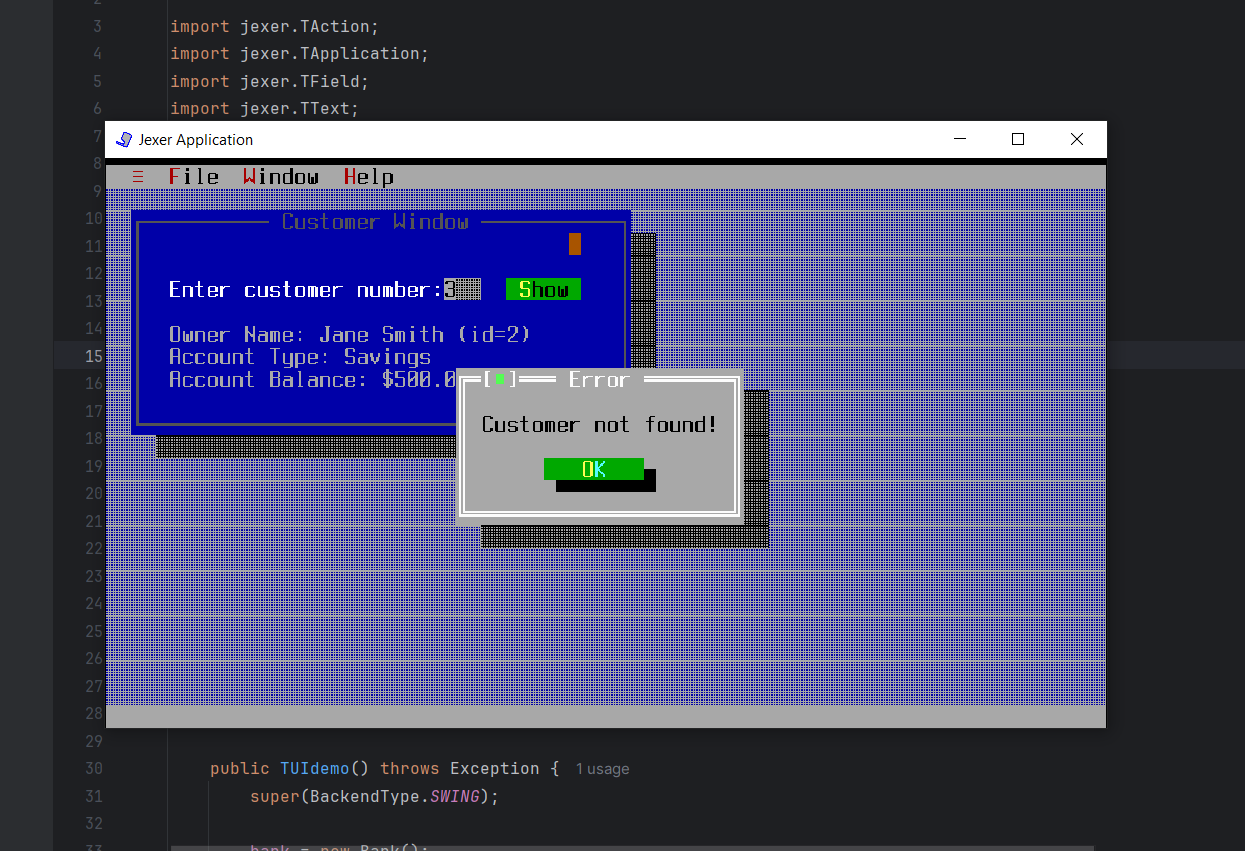 2
3 import jexer.TAction;
4 import jexer.TApplication;
5 import jexer.TField;
6 import jexer.TText;
7
Jexer Application
8
≡ File Window Help
9
10
Customer Window
11
12
Enter customer number:3 Show
13
14
Owner Name: Jane Smith (id=2)
15
Account Type: Savings
16
Account Balance: $500.0
[■] Error
17
Customer not found!
18
19
OK
20
21
22
23
24
25
26
27
28
29
30 public TUIdemo() throws Exception { 1 usage
31 super(BackendType.SWING);
32
33 bank = new Bank();